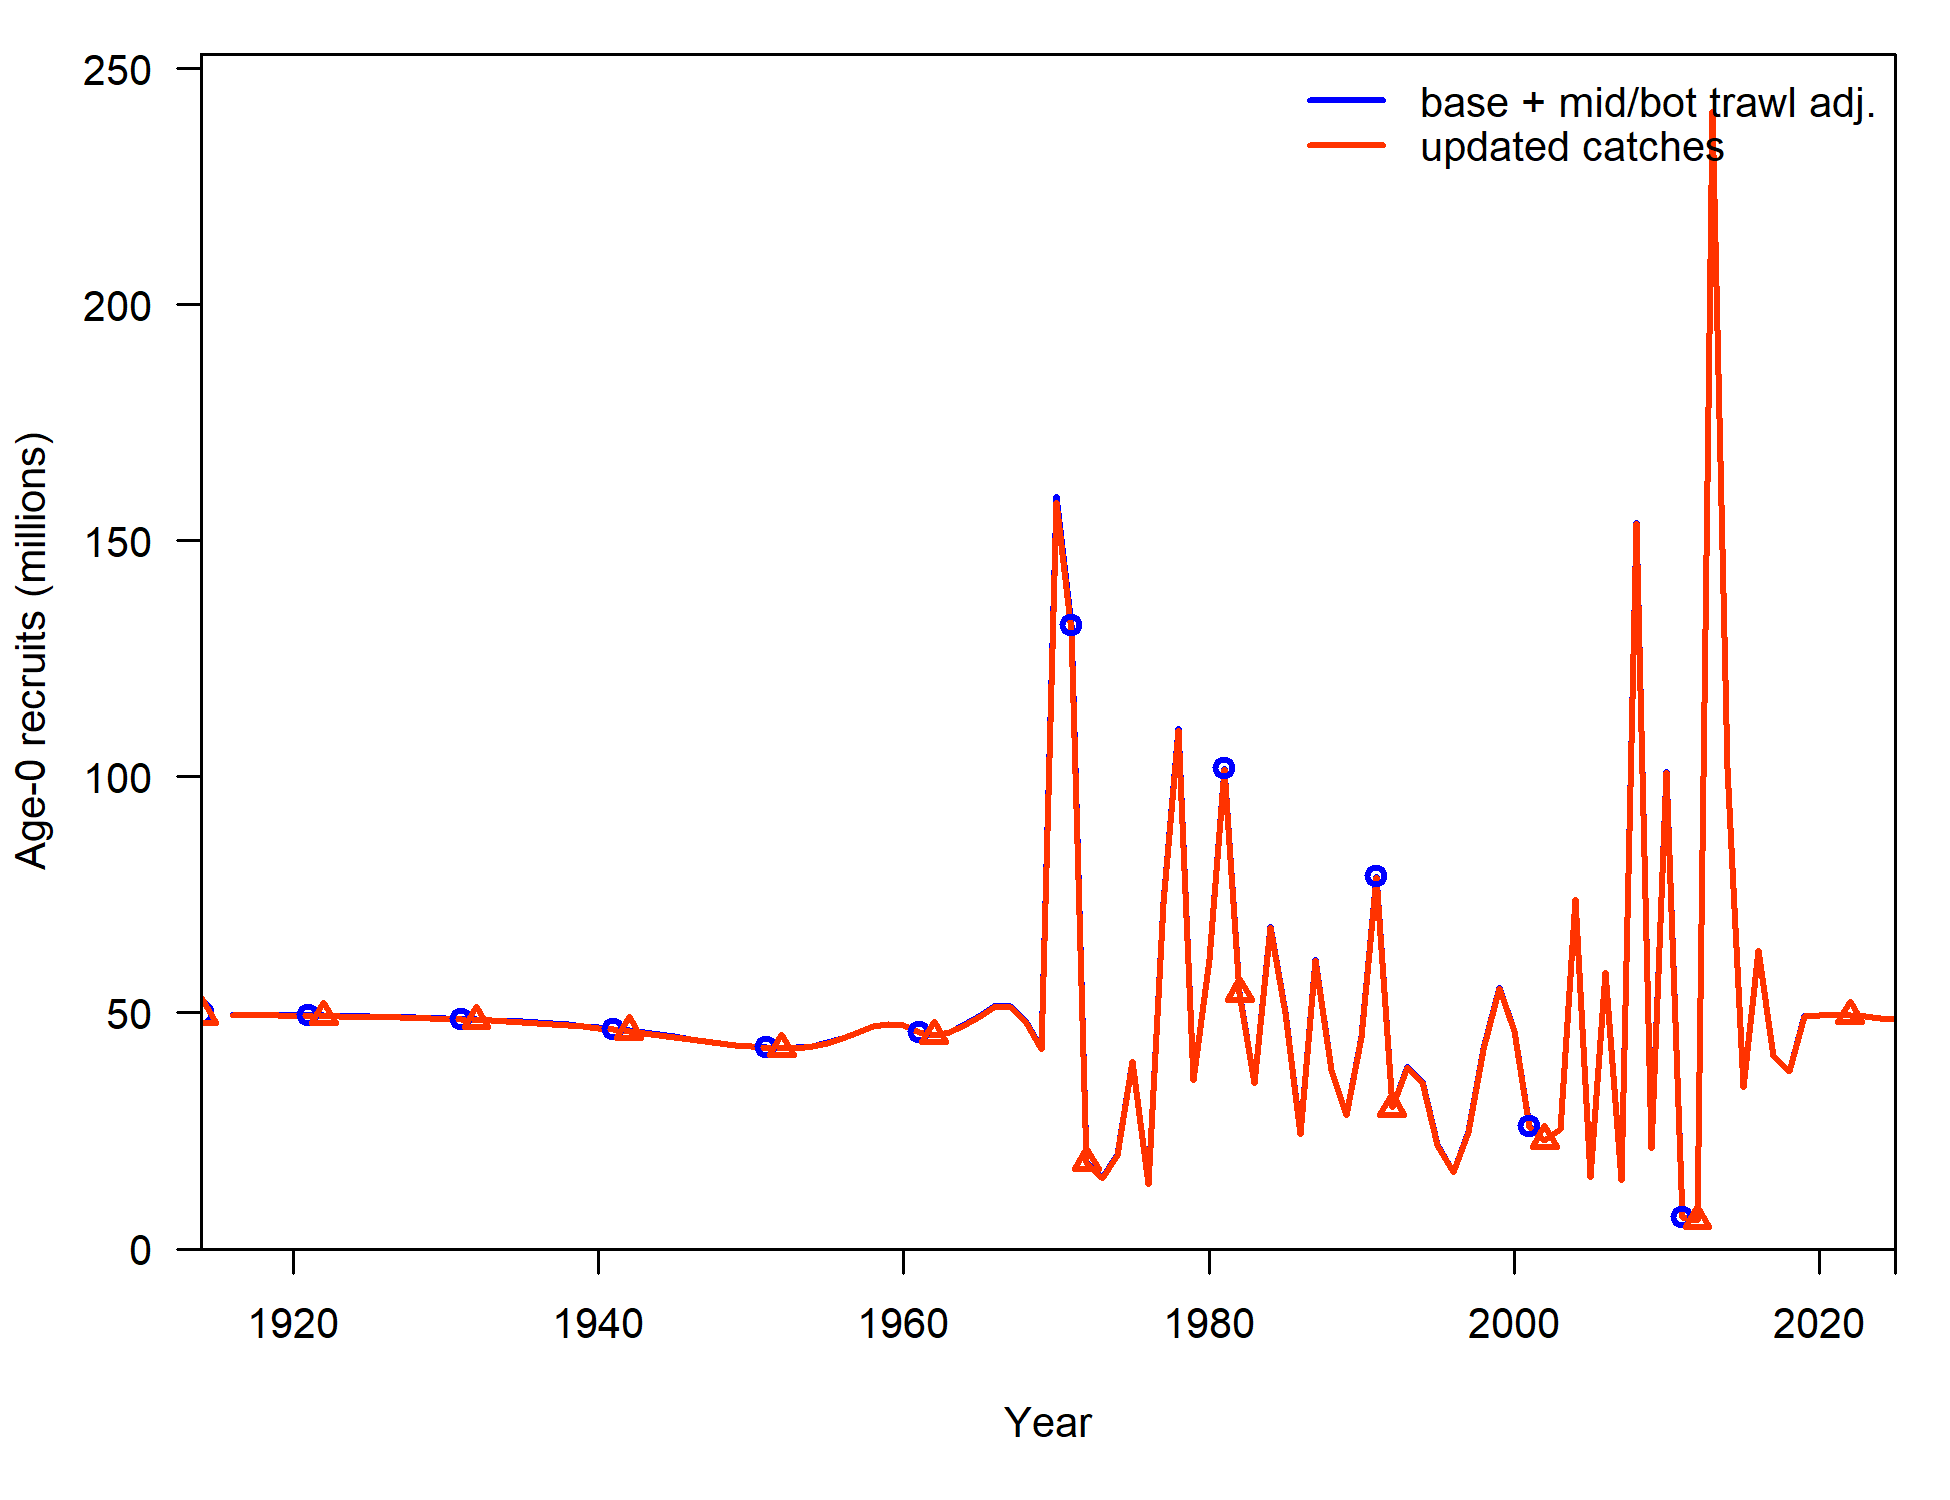 base + mid/bot trawl adj.
updated catches
250
200
150
100
50
0
Age-0 recruits (millions)
1920 1940 1960 1980 2000 2020
Year